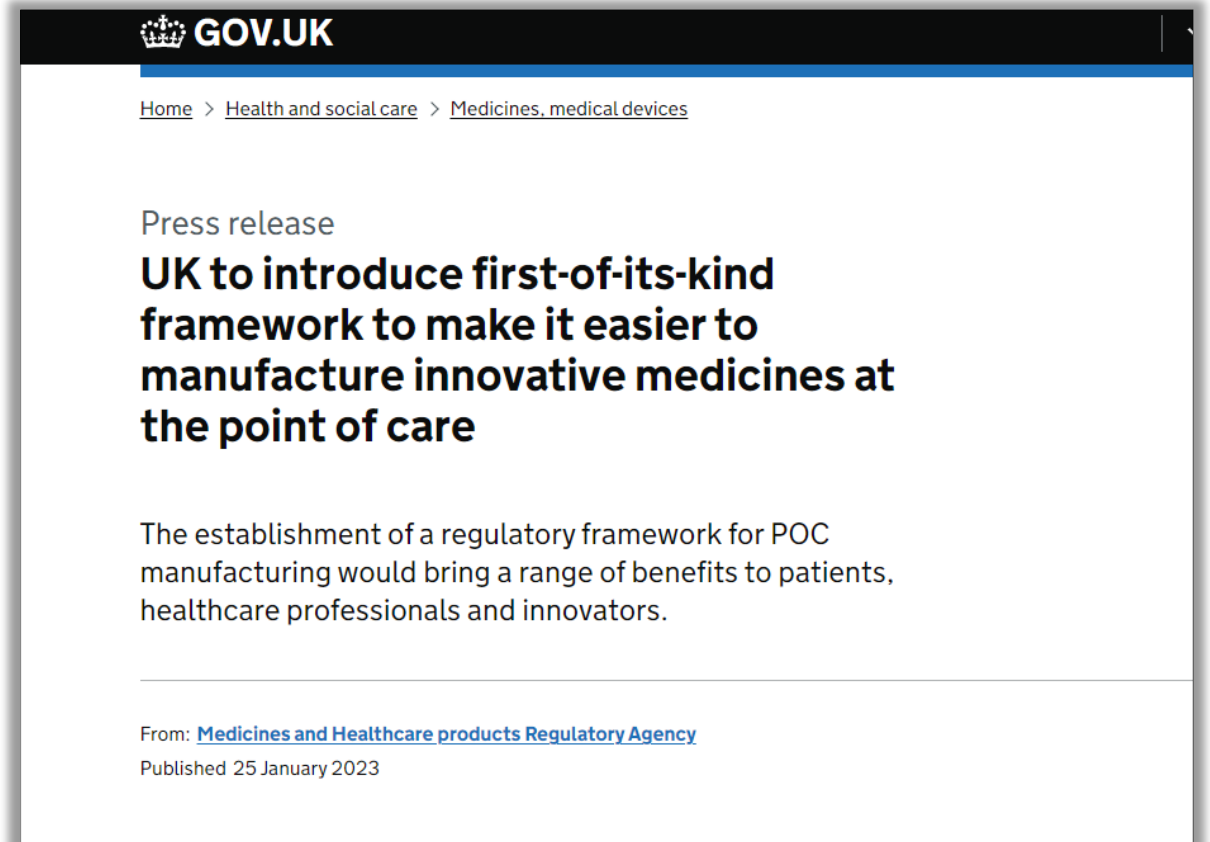 GOV.UK
Home > Health and social care > Medicines, medical devices
Press release
UK to introduce first-of-its-kind
framework to make it easier to
manufacture innovative medicines at
the point of care
The establishment of a regulatory framework for POC
manufacturing would bring a range of benefits to patients,
healthcare professionals and innovators.
From: Medicines and Healthcare products Regulatory Agency
Published 25 January 2023